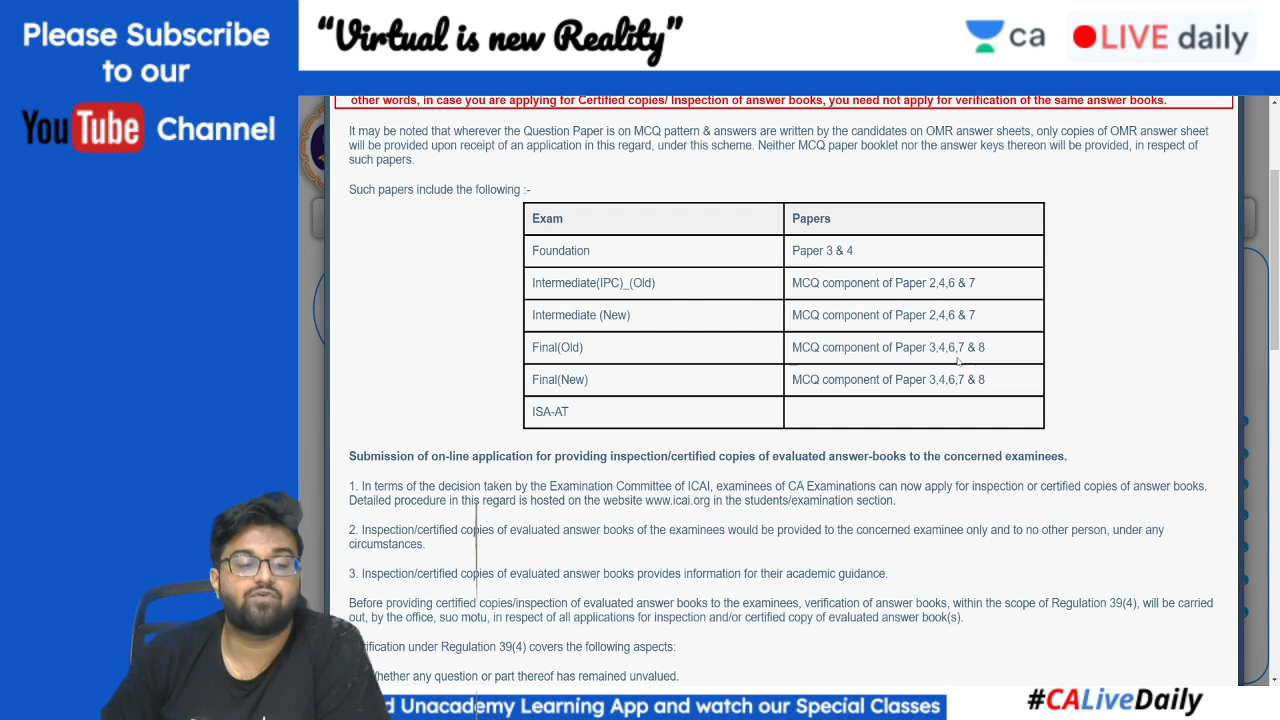 Please Subscribe
to our
YouTube Channel
“Virtual is new Reality”
ca
LIVE daily
other words, in case you are applying for Certified copies/ Inspection of answer books, you need not apply for verification of the same answer books.
It may be noted that wherever the Question Paper is on MCQ pattern & answers are written by the candidates on OMR answer sheets, only copies of OMR answer sheet
will be provided upon receipt of an application in this regard, under this scheme. Neither MCQ paper booklet nor the answer keys thereon will be provided, in respect of
such papers.
Such papers include the following :-
Exam Papers
Foundation Paper 3 & 4
Intermediate(IPC)_(Old) MCQ component of Paper 2,4,6 & 7
Intermediate (New) MCQ component of Paper 2,4,6 & 7
Final(Old) MCQ component of Paper 3,4,6,7 & 8
Final(New) MCQ component of Paper 3,4,6,7 & 8
ISA-AT
Submission of on-line application for providing inspection/certified copies of evaluated answer-books to the concerned examinees.
1. In terms of the decision taken by the Examination Committee of ICAI, examinees of CA Examinations can now apply for inspection or certified copies of answer books.
Detailed procedure in this regard is hosted on the website www.icai.org in the students/examination section.
2. Inspection/certified copies of evaluated answer books of the examinees would be provided to the concerned examinee only and to no other person, under any
circumstances.
3. Inspection/certified copies of evaluated answer books provides information for their academic guidance.
Before providing certified copies/inspection of evaluated answer books to the examinees, verification of answer books, within the scope of Regulation 39(4), will be carried
out, by the office, suo motu, in respect of all applications for inspection and/or certified copy of evaluated answer book(s).
under Regulation 39(4) covers the following aspects:
hether any question or part thereof has remained unvalued.
d Unacademy Learning App and watch our Special Classes
#CALiveDaily